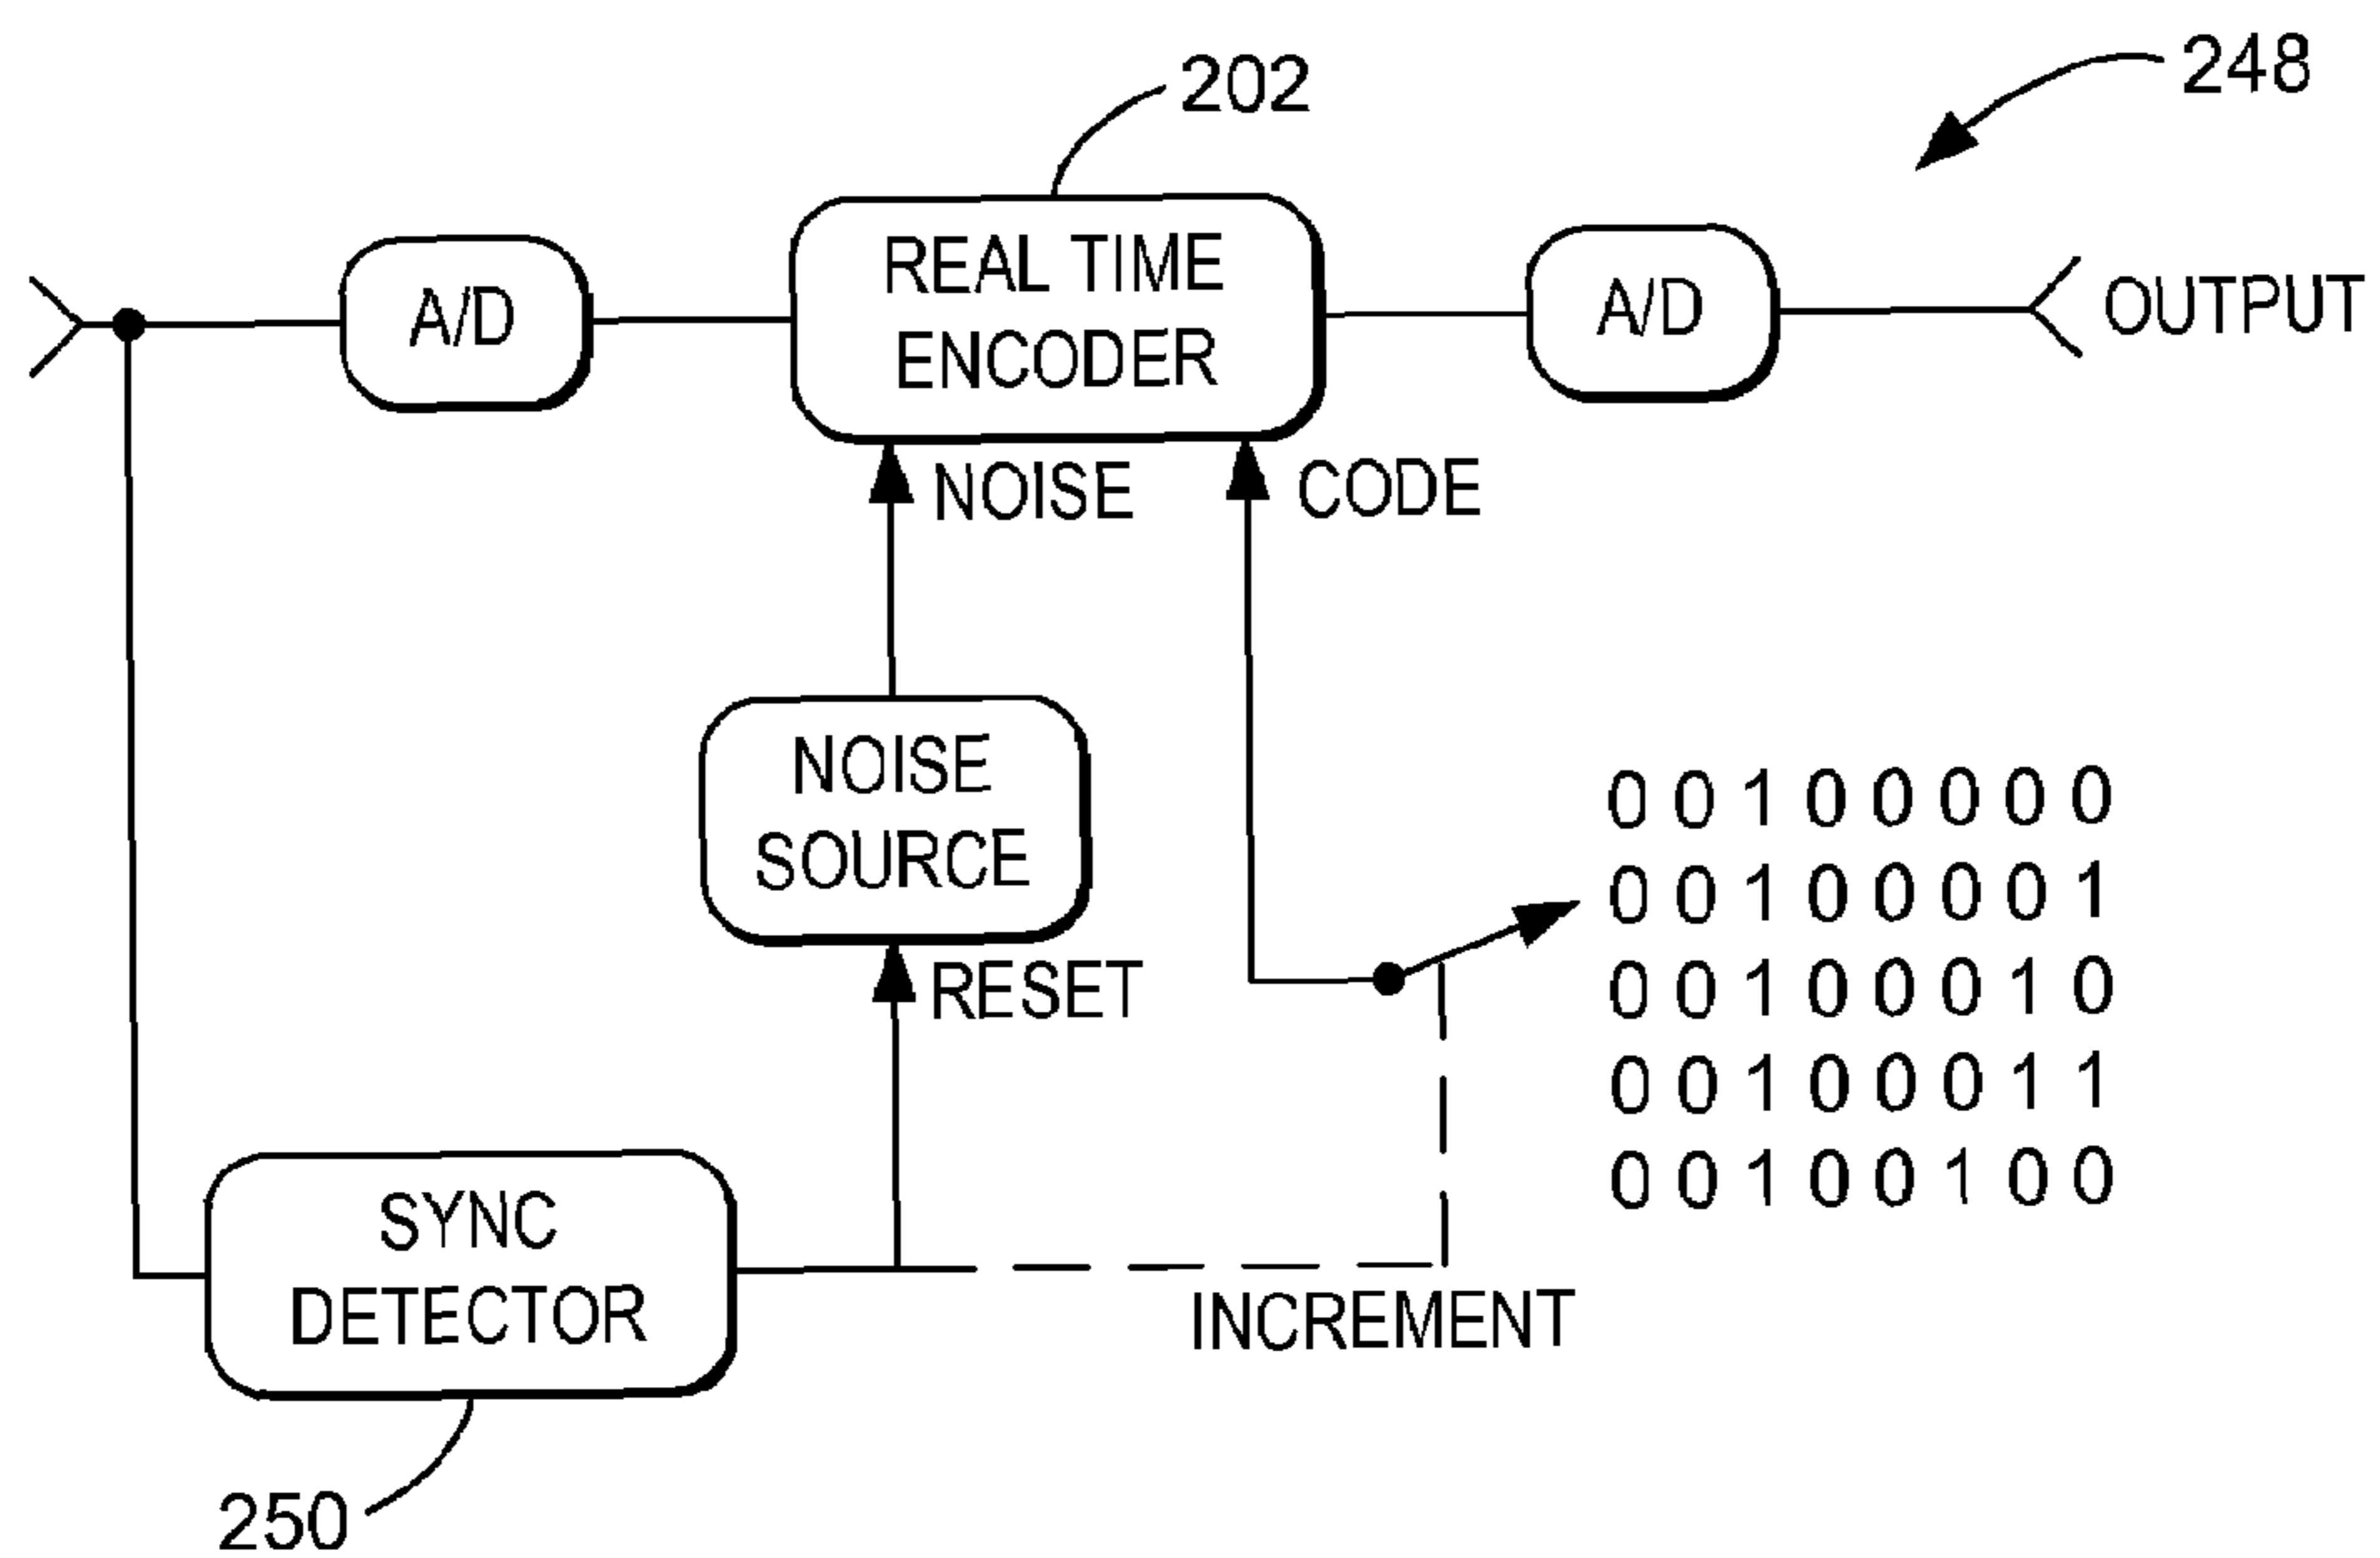 202
248
A/D
REAL TIME
ENCODER
A/D
OUTPUT
NOISE
CODE
NOISE
SOURCE
0 0 1 0 0 0 0 0
0 0 1 0 0 0 0 1
0 0 1 0 0 0 1 0
0 0 1 0 0 0 1 1
0 0 1 0 0 1 0 0
RESET
SYNC
DETECTOR
INCREMENT
250